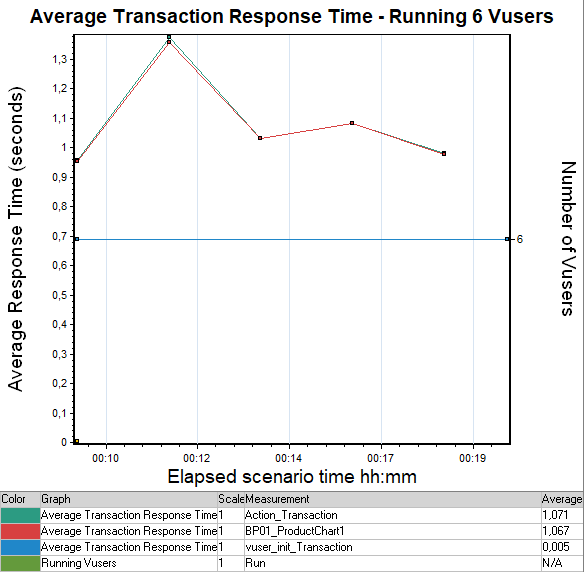 Average Transaction Response Time - Running 6 Vusers
Average Response Time (seconds)
1,3
1,2
1,1
1
0,9
0,8
0,7
0,6
0,5
0,4
0,3
0,2
0,1
0
6
Number of Vusers
00:10 00:12 00:14 00:17 00:19
Elapsed scenario time hh:mm
Color Graph Scale Measurement Average
Average Transaction Response Time 1 Action_Transaction 1,071
Average Transaction Response Time 1 BP01_ProductChart1 1,067
Average Transaction Response Time 1 vuser_init_Transaction 0,005
Running Vusers 1 Run N/A